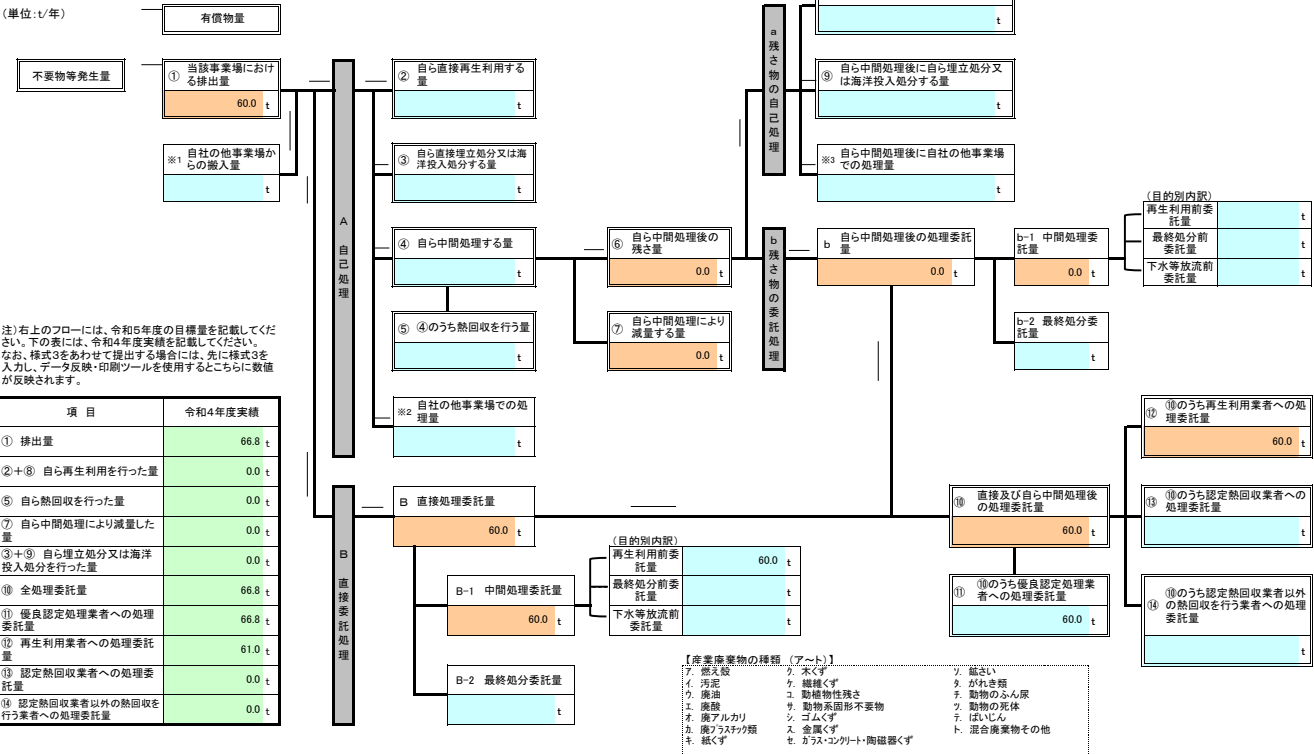 (単位:t/年)
有償物量
不要物等発生量
① 当該事業場におけ
る排出量
60.0 t
※1 自社の他事業場か
らの搬入量
t
A 自己処理
② 自ら直接再生利用する
量
t
③ 自ら直接埋立処分又は海
洋投入処分する量
t
④ 自ら中間処理する量
t
⑤ ④のうち熱回収を行う量
t
※2 自社の他事業場での処
理量
t
⑥ 自ら中間処理後の
残さ量
0.0 t
⑦ 自ら中間処理により
減量する量
0.0 t
a 残さ物の自己処理
t
⑨ 自ら中間処理後に自ら埋立処分又
は海洋投入処分する量
t
※3 自ら中間処理後に自社の他事業場
での処理量
t
b 残さ物の委託処理
b 自ら中間処理後の処理委託
量
0.0 t
b-1 中間処理委
託量
0.0 t
b-2 最終処分委
託量
t
(目的別内訳)
再生利用前委
託量 t
最終処分前
委託量 t
下水等放流前
委託量 t
注)右上のフローには、令和5年度の目標量を記載してくだ
さい。下の表には、令和4年度実績を記載してください。
なお、様式3をあわせて提出する場合には、先に様式3を
入力し、データ反映・印刷ツールを使用するとこちらに数値
が反映されます。
項 目 令和4年度実績
① 排出量 66.8 t
②+⑧ 自ら再生利用を行った量 0.0 t
⑤ 自ら熱回収を行った量 0.0 t
⑦ 自ら中間処理により減量した
量 0.0 t
③+⑨ 自ら埋立処分又は海洋
投入処分を行った量 0.0 t
⑩ 全処理委託量 66.8 t
⑪ 優良認定処理業者への処理
委託量 66.8 t
⑫ 再生利用業者への処理委託
量 61.0 t
⑬ 認定熱回収業者への処理委
託量 0.0 t
⑭ 認定熱回収業者以外の熱回収を
行う業者への処理委託量 0.0 t
B 直接委託処理
B 直接処理委託量
60.0 t
B-1 中間処理委託量
60.0 t
B-2 最終処分委託量
t
(目的別内訳)
再生利用前委
託量 60.0 t
最終処分前委
託量 t
下水等放流前
委託量 t
⑩ 直接及び自ら中間処理後
の処理委託量
60.0 t
⑪ ⑩のうち優良認定処理業
者への処理委託量
60.0 t
⑫ ⑩のうち再生利用業者への処
理委託量
60.0 t
⑬ ⑩のうち認定熱回収業者への
処理委託量
t
⑭ ⑩のうち認定熱回収業者以外
の熱回収を行う業者への処理
委託量
t
【産業廃棄物の種類 (ア~ト)】
ア. 燃え殻 ク. 木くず ソ. 鉱さい
イ. 汚泥 ケ. 繊維くず タ. がれき類
ウ. 廃油 コ. 動植物性残さ チ. 動物のふん尿
エ. 廃酸 サ. 動物系固形不要物 ツ. 動物の死体
オ. 廃アルカリ シ. ゴムくず テ. ばいじん
カ. 廃プラスチック類 ス. 金属くず ト. 混合廃棄物その他
キ. 紙くず セ. ガラス・コンクリート・陶磁器くず